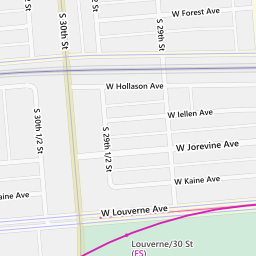 W Forest Ave
S 30th St
S 29th St
W Hollason Ave
W Iellen Ave
S 30th 1/2 St
S 29th 1/2 St
W Jorevine Ave
W Kaine Ave
aine Ave
W Louverne Ave
Louverne/30 St
(FS)